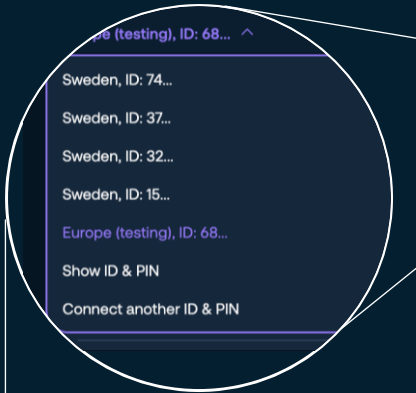 pe (testing), ID: 68...
Sweden, ID: 74...
Sweden, ID: 37...
Sweden, ID: 32...
Sweden, ID: 15...
Europe (testing), ID: 68...
Show ID & PIN
Connect another ID & PIN